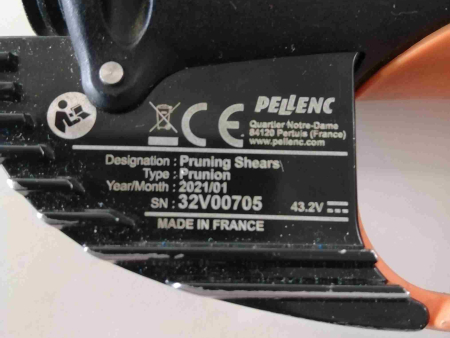 PELLENC
Quartier Notre-Dame
84120 Pertuis (France)
www.pellenc.com
Designation : Pruning Shears
Type : Prunion
Year/Month : 2021/01
SN : 32V00705
43.2V
MADE IN FRANCE